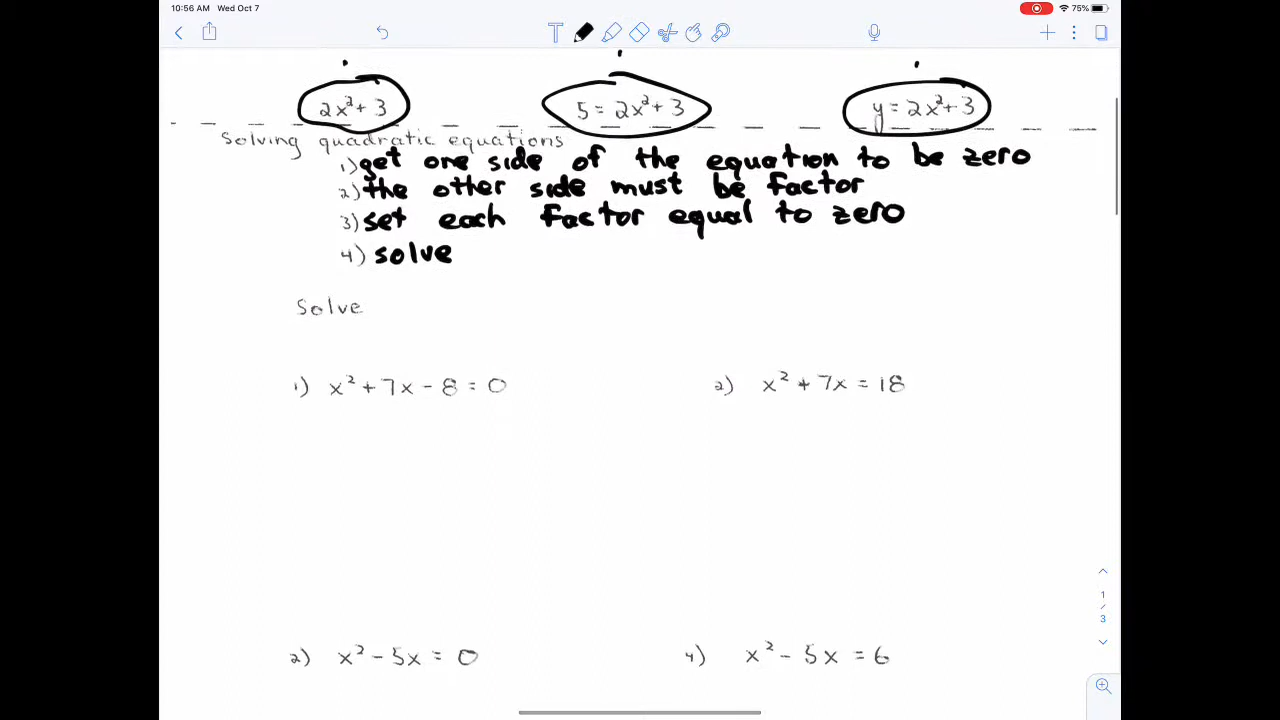 10:56 AM Wed Oct 7
75%
2x² + 3
5 = 2x² + 3
y = 2x² + 3
Solving quadratic equations
1) get one side of the equation to be zero
2) the other side must be factor
3) set each factor equal to zero
4) solve
Solve
1) x² + 7x - 8 = 0
2) x² + 7x = 18
2) x² - 5x = 0
4) x² - 5x = 6
1
/
3